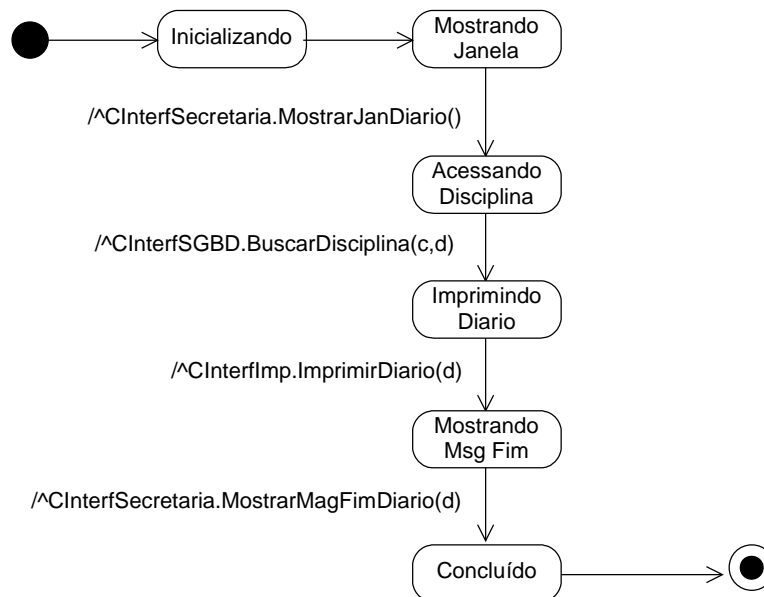 Inicializando
Mostrando
Janela
/^CInterfSecretaria.MostrarJanDiario()
Acessando
Disciplina
/^CInterfSGBD.BuscarDisciplina(c,d)
Imprimindo
Diario
/^CInterfImp.ImprimirDiario(d)
Mostrando
Msg Fim
/^CInterfSecretaria.MostrarMagFimDiario(d)
Concluído